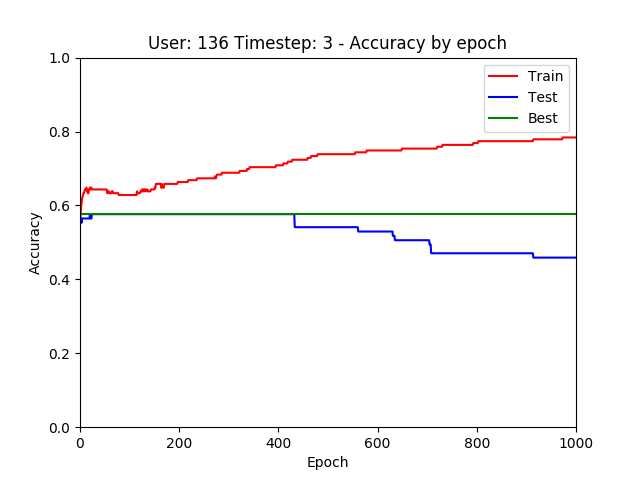 User: 136 Timestep: 3 - Accuracy by epoch
1.0
0.8
0.6
0.4
0.2
0.0
Accuracy
Train
Test
Best
0 200 400 600 800 1000
Epoch